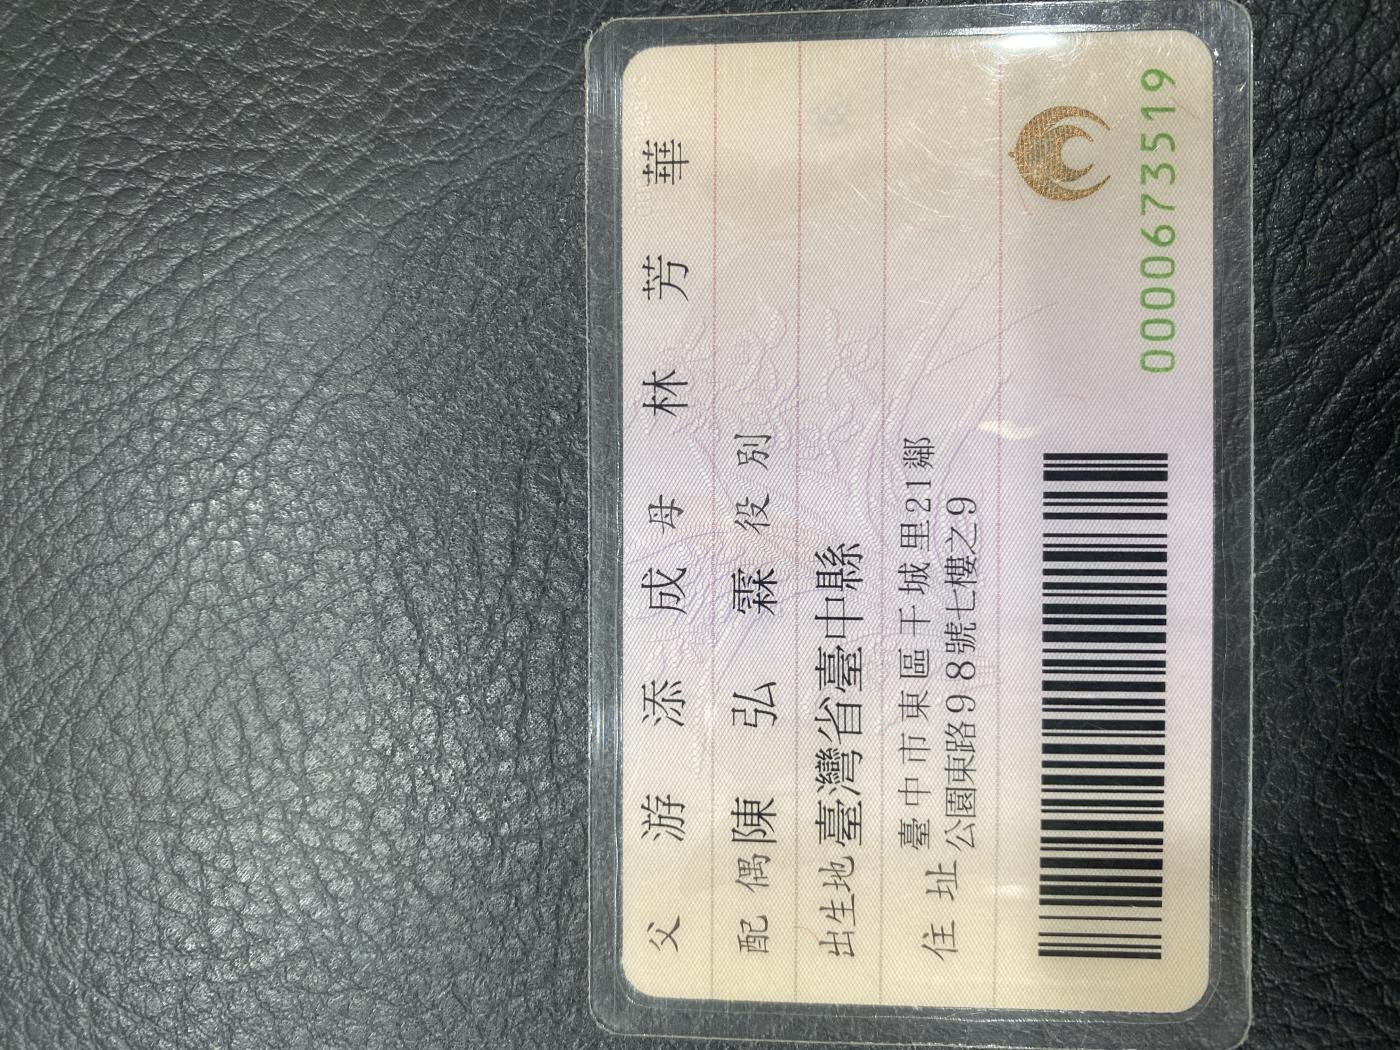 父 游添成 母 林芳華
配偶 陳弘霖 役別
出生地 臺灣省臺中縣
住址 臺中市東區干城里21鄰
公園東路98號七樓之9
0000673519